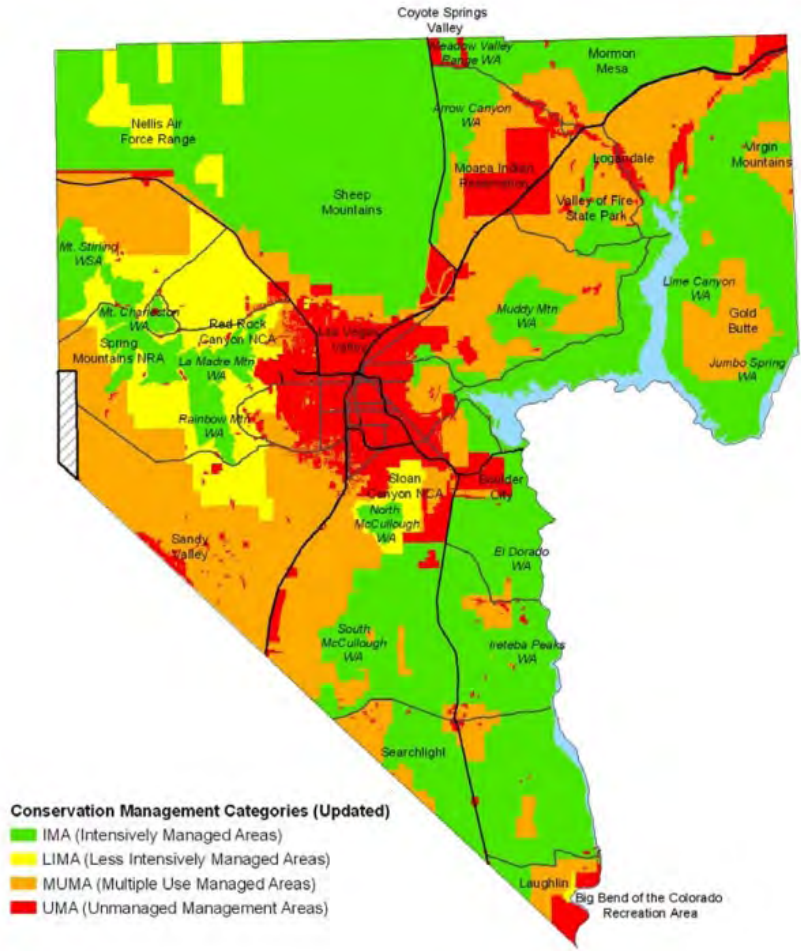 Coyote Springs
Valley
Meadow Valley
Range WA
Mormon
Mesa
Nellis Air
Force Range
Arrow Canyon
WA
Moapa Indian
Reservation
Logandale
Virgin
Mountains
Sheep
Mountains
Valley of Fire
State Park
Mt. Stirling
WSA
Lime Canyon
WA
Mt. Charleston
WA
Muddy Mtn
WA
Gold
Butte
Red Rock
Canyon NCA
Las Vegas
Valley
Spring
Mountains NRA
La Madre Mtn
WA
Jumbo Spring
WA
Rainbow Mtn
WA
Sloan
Canyon NCA
Boulder
City
North
McCullough
WA
Sandy
Valley
El Dorado
WA
South
McCullough
WA
Ireteba Peaks
WA
Searchlight
Conservation Management Categories (Updated)
IMA (Intensively Managed Areas)
LIMA (Less Intensively Managed Areas)
MUMA (Multiple Use Managed Areas)
UMA (Unmanaged Management Areas)
Laughlin
Big Bend of the Colorado
Recreation Area